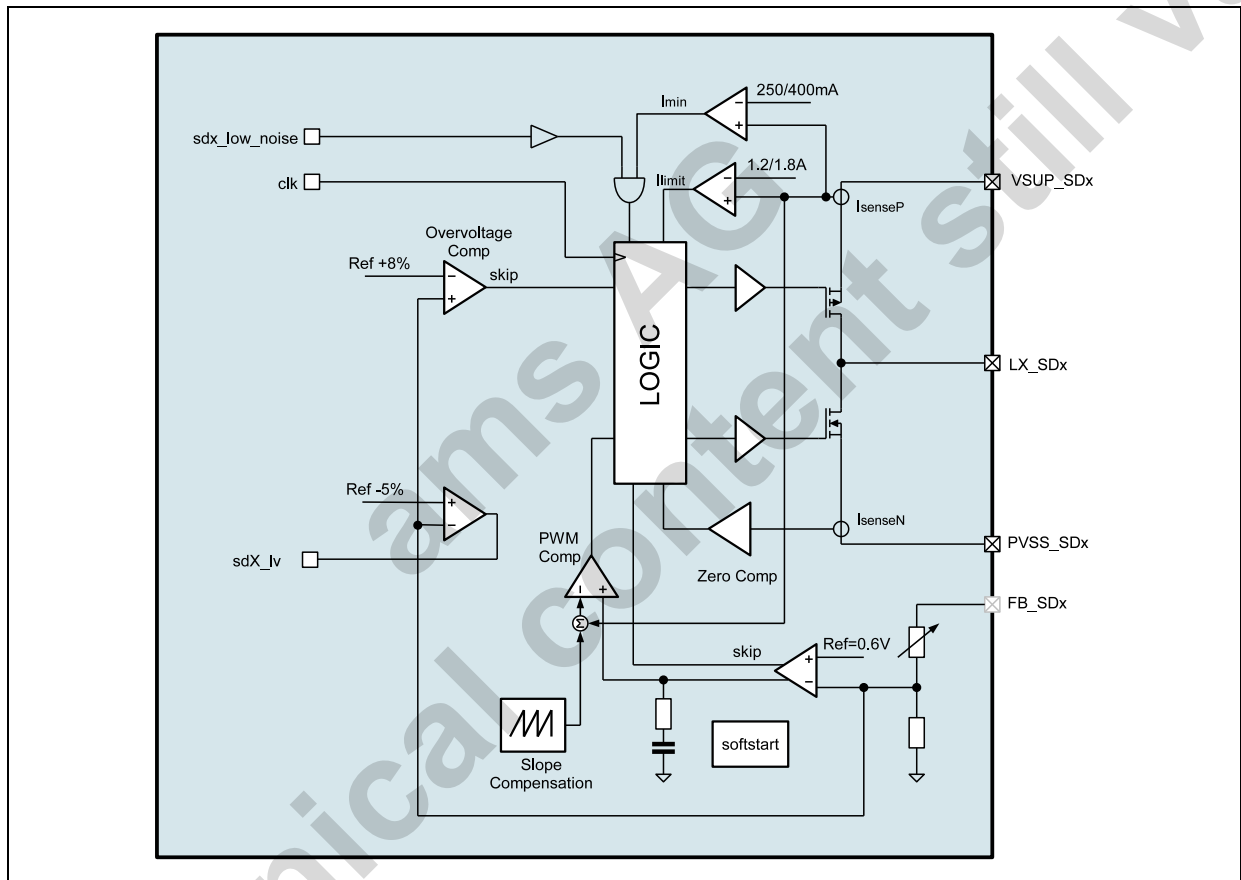 250/400mA
Imin
sdx_low_noise
1.2/1.8A
clk
Ilimit
VSUP_SDx
IsenseP
Overvoltage
Comp
Ref +8%
skip
LOGIC
LX_SDx
Ref -5%
IsenseN
PWM
Comp
PVSS_SDx
sdX_lv
Zero Comp
FB_SDx
Σ
Ref=0.6V
skip
softstart
Slope
Compensation
ams AG
nical content still v